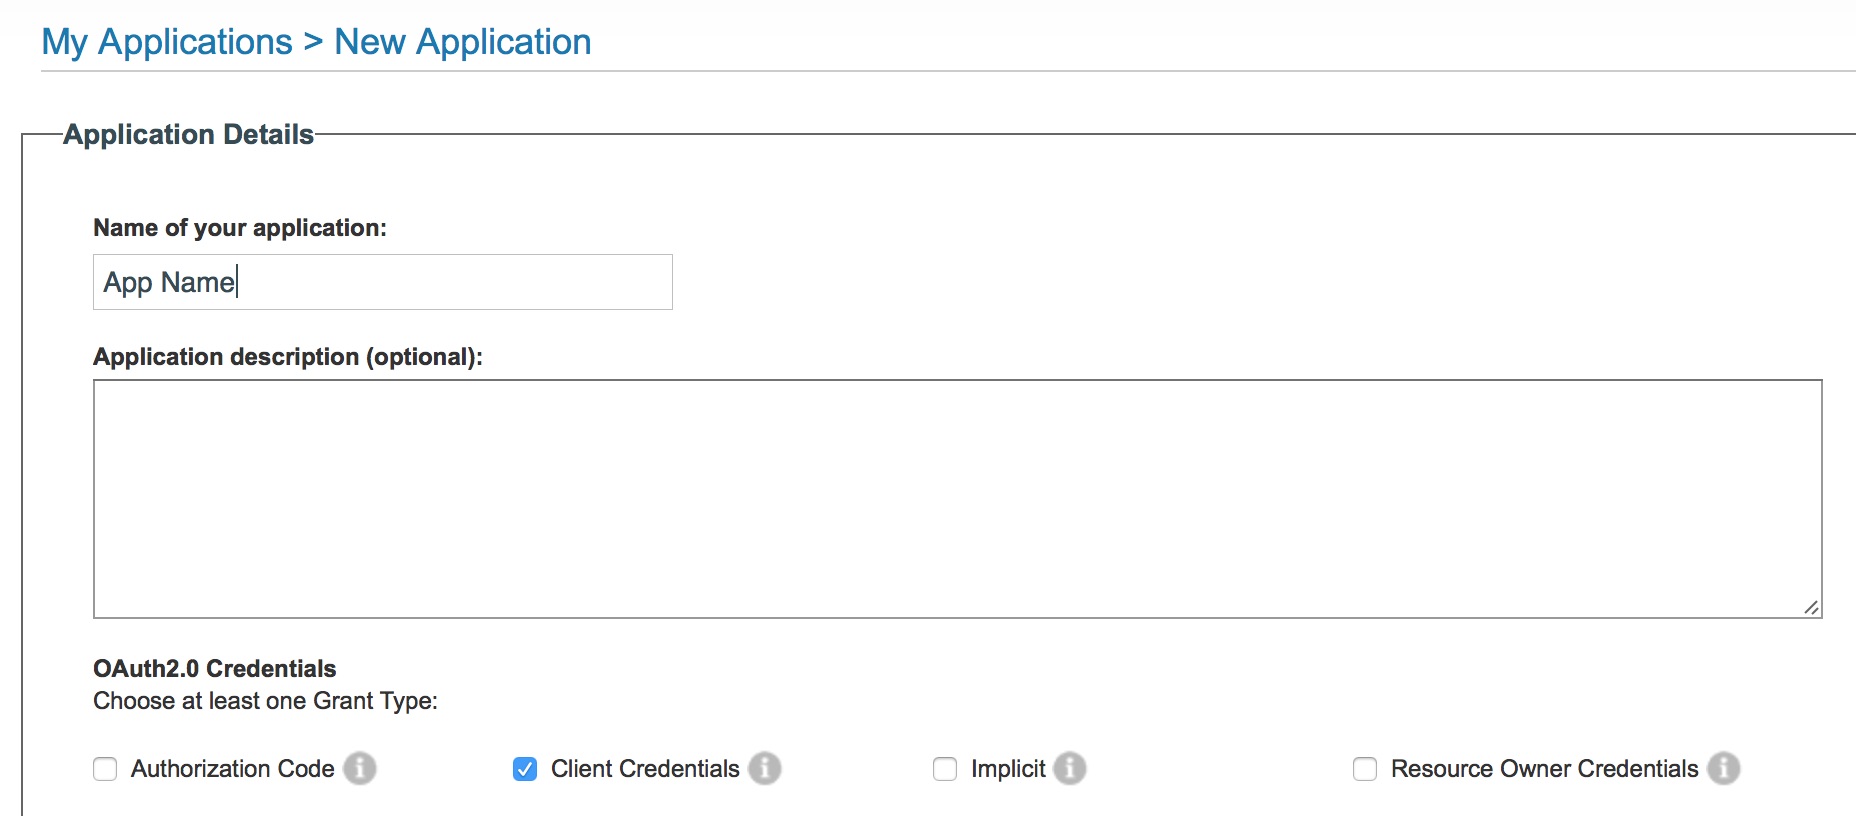 My Applications > New Application
Application Details
Name of your application:
App Name
Application description (optional):
OAuth2.0 Credentials
Choose at least one Grant Type:
Authorization Code i Client Credentials i Implicit i Resource Owner Credentials i